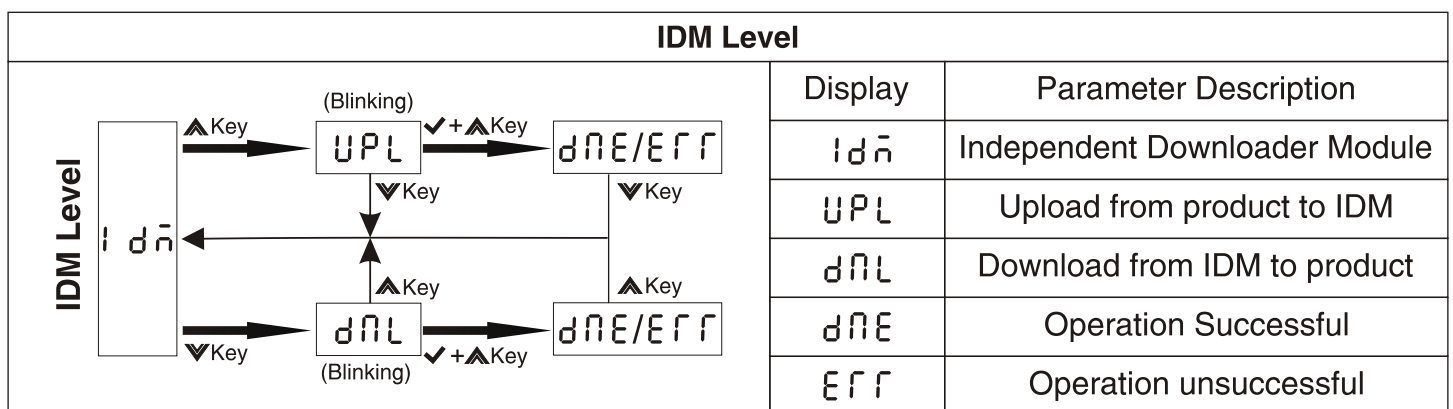 IDM Level
IDM Level
Idn̄
Key
(Blinking)
UPL
✔+ Key
dNE/Err
Key
Key
Key
Key
Key
dNL
(Blinking)
✔+ Key
dNE/Err
Display Parameter Description
Idn̄ Independent Downloader Module
UPL Upload from product to IDM
dNL Download from IDM to product
dNE Operation Successful
Err Operation unsuccessful